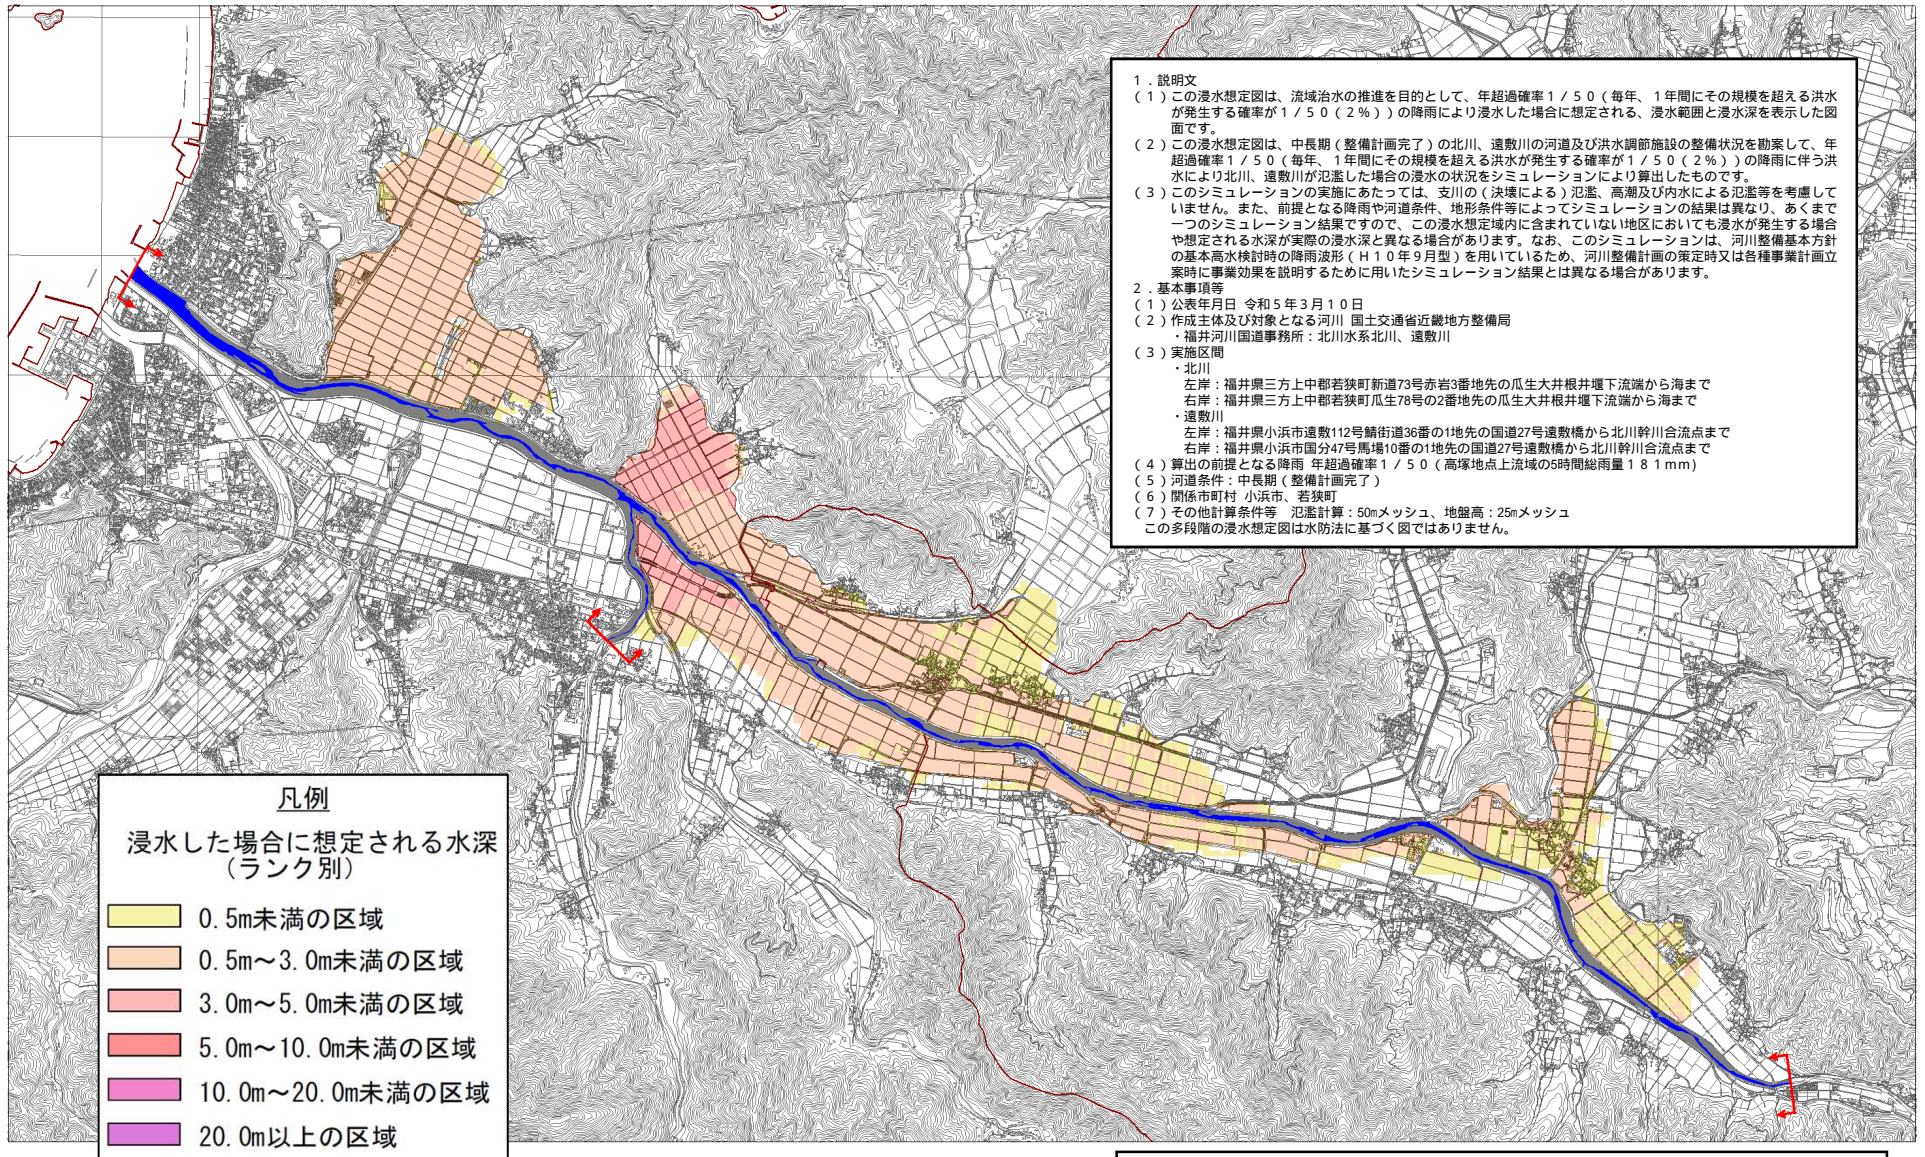 1．説明文
(1)この浸水想定図は、流域治水の推進を目的として、年超過確率1/50(毎年、1年間にその規模を超える洪水
が発生する確率が1/50(2%))の降雨により浸水した場合に想定される、浸水範囲と浸水深を表示した図
面です。
(2)この浸水想定図は、中長期(整備計画完了)の北川、遠敷川の河道及び洪水調節施設の整備状況を勘案して、年
超過確率1/50(毎年、1年間にその規模を超える洪水が発生する確率が1/50(2%))の降雨に伴う洪
水により北川、遠敷川が氾濫した場合の浸水の状況をシミュレーションにより算出したものです。
(3)このシミュレーションの実施にあたっては、支川の(決壊による)氾濫、高潮及び内水による氾濫等を考慮して
いません。また、前提となる降雨や河道条件、地形条件等によってシミュレーションの結果は異なり、あくまで
一つのシミュレーション結果ですので、この浸水想定域内に含まれていない地区においても浸水が発生する場合
や想定される水深が実際の浸水深と異なる場合があります。なお、このシミュレーションは、河川整備基本方針
の基本高水検討時の降雨波形(H10年9月型)を用いているため、河川整備計画の策定時又は各種事業計画立
案時に事業効果を説明するために用いたシミュレーション結果とは異なる場合があります。
2．基本事項等
(1)公表年月日 令和5年3月10日
(2)作成主体及び対象となる河川 国土交通省近畿地方整備局
・福井河川国道事務所：北川水系北川、遠敷川
(3)実施区間
・北川
左岸：福井県三方上中郡若狭町新道73号赤岩3番地先の瓜生大井根井堰下流端から海まで
右岸：福井県三方上中郡若狭町瓜生78号の2番地先の瓜生大井根井堰下流端から海まで
・遠敷川
左岸：福井県小浜市遠敷112号鯖街道36番の1地先の国道27号遠敷橋から北川幹川合流点まで
右岸：福井県小浜市国分47号馬場10番の1地先の国道27号遠敷橋から北川幹川合流点まで
(4)算出の前提となる降雨 年超過確率1/50(高塚地点上流域の5時間総雨量181mm)
(5)河道条件：中長期(整備計画完了)
(6)関係市町村 小浜市、若狭町
(7)その他計算条件等 氾濫計算：50mメッシュ、地盤高：25mメッシュ
この多段階の浸水想定図は水防法に基づく図ではありません。
凡例
浸水した場合に想定される水深
(ランク別)
0.5m未満の区域
0.5m～3.0m未満の区域
3.0m～5.0m未満の区域
5.0m～10.0m未満の区域
10.0m～20.0m未満の区域
20.0m以上の区域